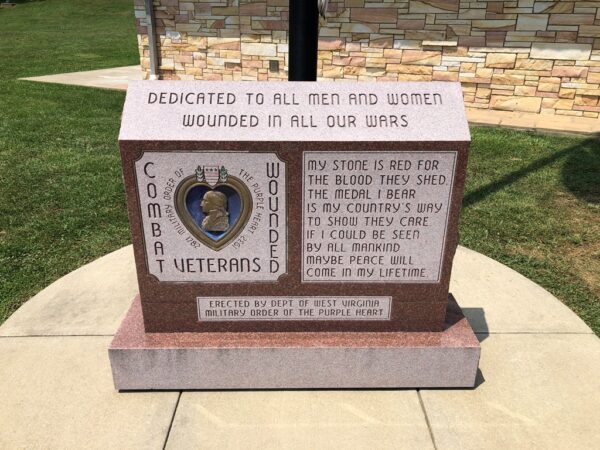 DEDICATED TO ALL MEN AND WOMEN
WOUNDED IN ALL OUR WARS
COMBAT
WOUNDED
VETERANS
MILITARY ORDER OF
THE PURPLE HEART
1782
1932
MY STONE IS RED FOR
THE BLOOD THEY SHED.
THE MEDAL I BEAR
IS MY COUNTRY'S WAY
TO SHOW THEY CARE.
IF I COULD BE SEEN
BY ALL MANKIND
MAYBE PEACE WILL
COME IN MY LIFETIME.
ERECTED BY DEPT OF WEST VIRGINIA
MILITARY ORDER OF THE PURPLE HEART